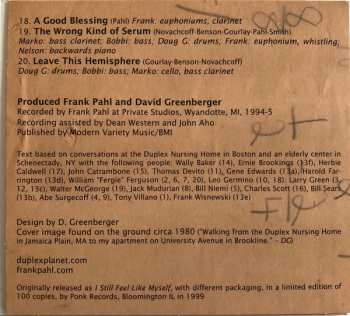 18. A Good Blessing (Pahl) Frank: euphoniums, clarinet
19. The Wrong Kind of Serum (Novachcoff-Benson-Gourlay-Pahl-Smith)
Marko: bass clarinet; Bobbi: bass; Doug G: drums; Frank: euphonium, whistling;
Nelson: backwards piano
20. Leave This Hemisphere (Gourlay-Benson-Novachcoff)
Doug G: drums; Bobbi: bass; Marko: cello, bass clarinet
Produced Frank Pahl and David Greenberger
Recorded by Frank Pahl at Private Studios, Wyandotte, MI, 1994-5
Recording assisted by Dean Western and John Aho
Published by Modern Variety Music/BMI
Text based on conversations at the Duplex Nursing Home in Boston and an elderly center in
Schenectady, NY with the following people: Wally Baker (14), Ernie Brookings (13f), Herbie
Caldwell (17), John Catrambone (15), Thomas Devito (11), Gene Edwards (13a), Harold Far-
rington (13d), William "Fergie" Ferguson (2, 6, 7, 20), Leo Germino (10, 18), Larry Green (3,
12, 13c), Walter McGeorge (19), Jack Mudurian (8), Bill Niemi (5), Charles Scott (16), Bill Sears
(13b), Abe Surgecoff (4, 9), Tony Villano (1), Frank Wisnewski (13e)
Design by D. Greenberger
Cover image found on the ground circa 1980 ("Walking from the Duplex Nursing Home
in Jamaica Plain, MA to my apartment on University Avenue in Brookline." - DG)
duplexplanet.com
frankpahl.com
Originally released as I Still Feel Like Myself, with different packaging, in a limited edition of
100 copies, by Ponk Records, Bloomington IL in 1999